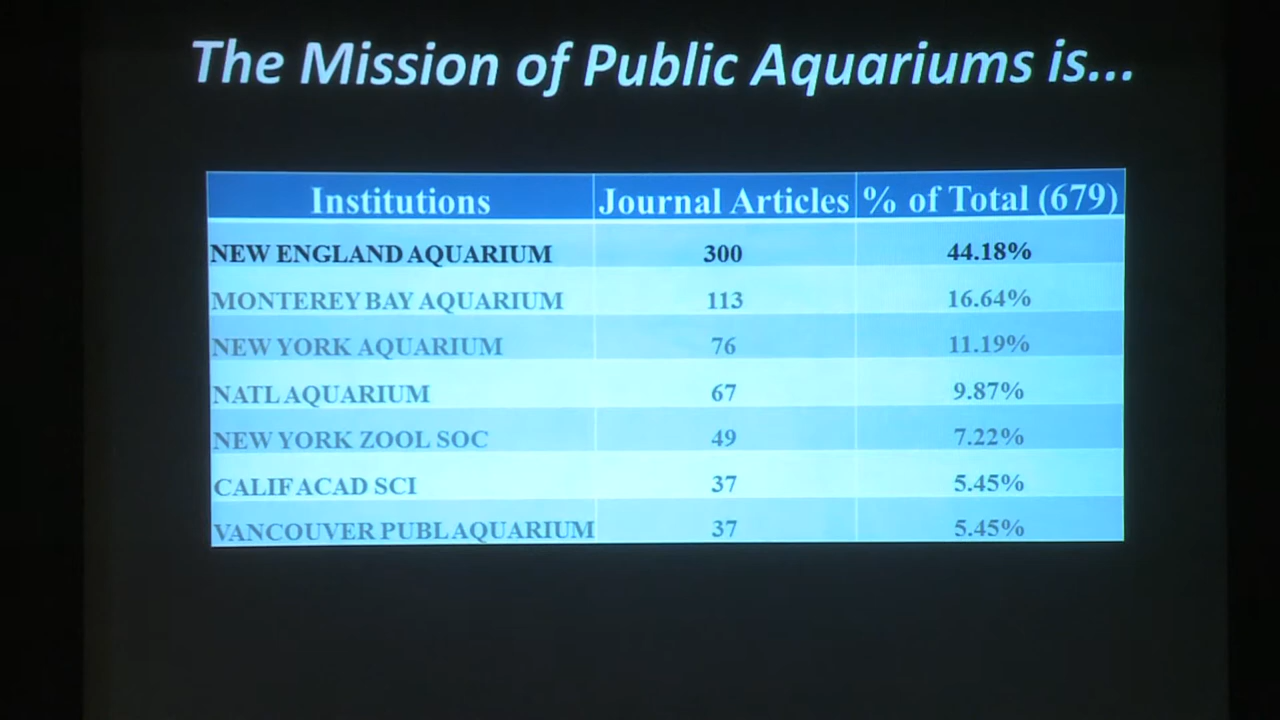 The Mission of Public Aquariums is...
Institutions Journal Articles % of Total (679)
NEW ENGLAND AQUARIUM 300 44.18%
MONTEREY BAY AQUARIUM 113 16.64%
NEW YORK AQUARIUM 76 11.19%
NATL AQUARIUM 67 9.87%
NEW YORK ZOOL SOC 49 7.22%
CALIF ACAD SCI 37 5.45%
VANCOUVER PUBL AQUARIUM 37 5.45%